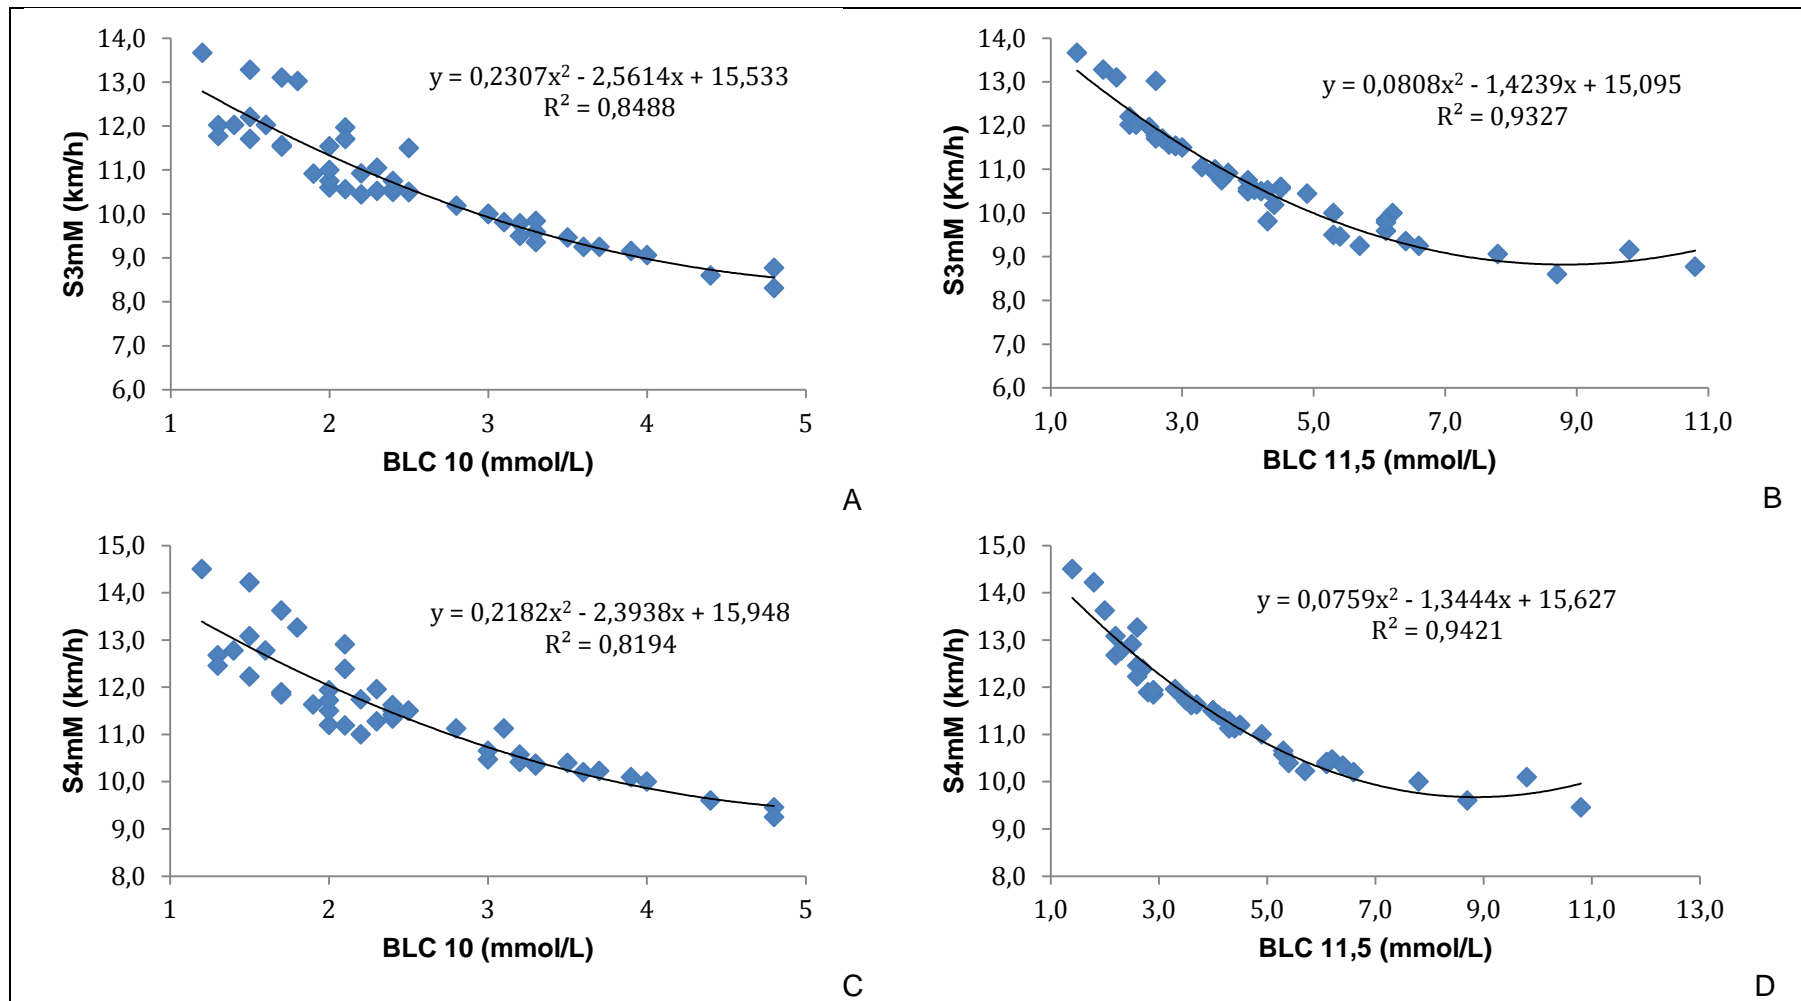 14,0
13,0
12,0
11,0
10,0
9,0
8,0
7,0
6,0
S3mM (km/h)
y = 0,2307x² - 2,5614x + 15,533
R² = 0,8488
1 2 3 4 5
BLC 10 (mmol/L)
A
14,0
13,0
12,0
11,0
10,0
9,0
8,0
7,0
6,0
S3mM (Km/h)
y = 0,0808x² - 1,4239x + 15,095
R² = 0,9327
1,0 3,0 5,0 7,0 9,0 11,0
BLC 11,5 (mmol/L)
B
15,0
14,0
13,0
12,0
11,0
10,0
9,0
8,0
S4mM (km/h)
y = 0,2182x² - 2,3938x + 15,948
R² = 0,8194
1 2 3 4 5
BLC 10 (mmol/L)
C
15,0
14,0
13,0
12,0
11,0
10,0
9,0
8,0
S4mM (km/h)
y = 0,0759x² - 1,3444x + 15,627
R² = 0,9421
1,0 3,0 5,0 7,0 9,0 11,0 13,0
BLC 11,5 (mmol/L)
D